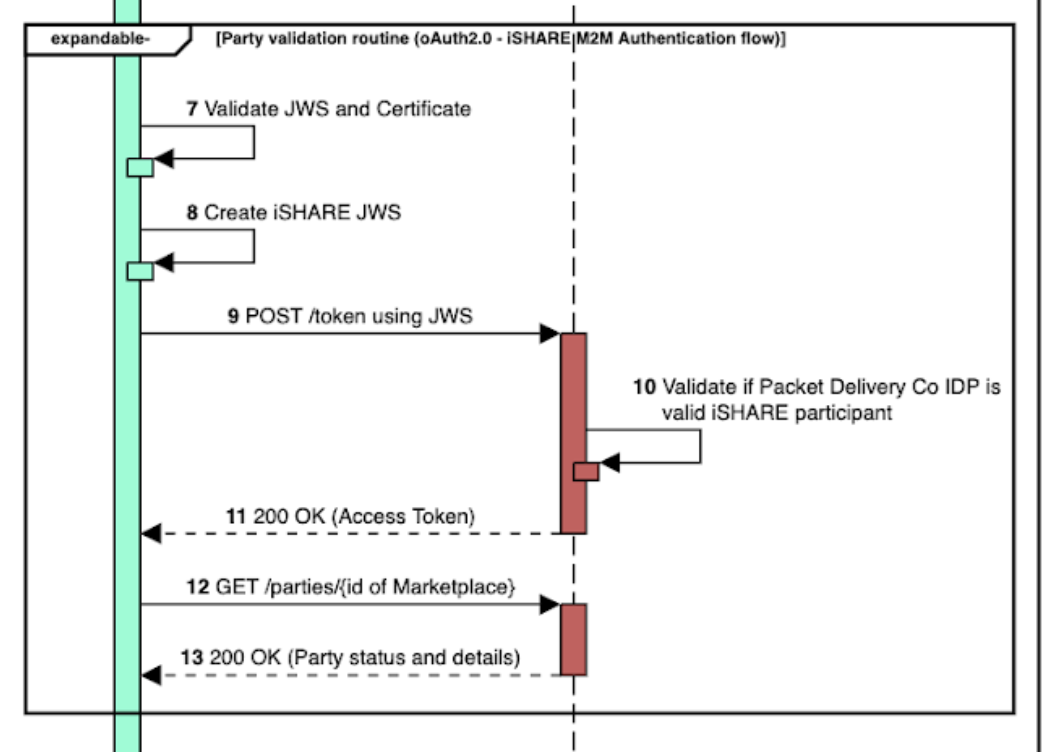 expandable-
[Party validation routine (oAuth2.0 - iSHARE M2M Authentication flow)]
7 Validate JWS and Certificate
8 Create iSHARE JWS
9 POST /token using JWS
10 Validate if Packet Delivery Co IDP is
valid iSHARE participant
11 200 OK (Access Token)
12 GET /parties/{id of Marketplace}
13 200 OK (Party status and details)